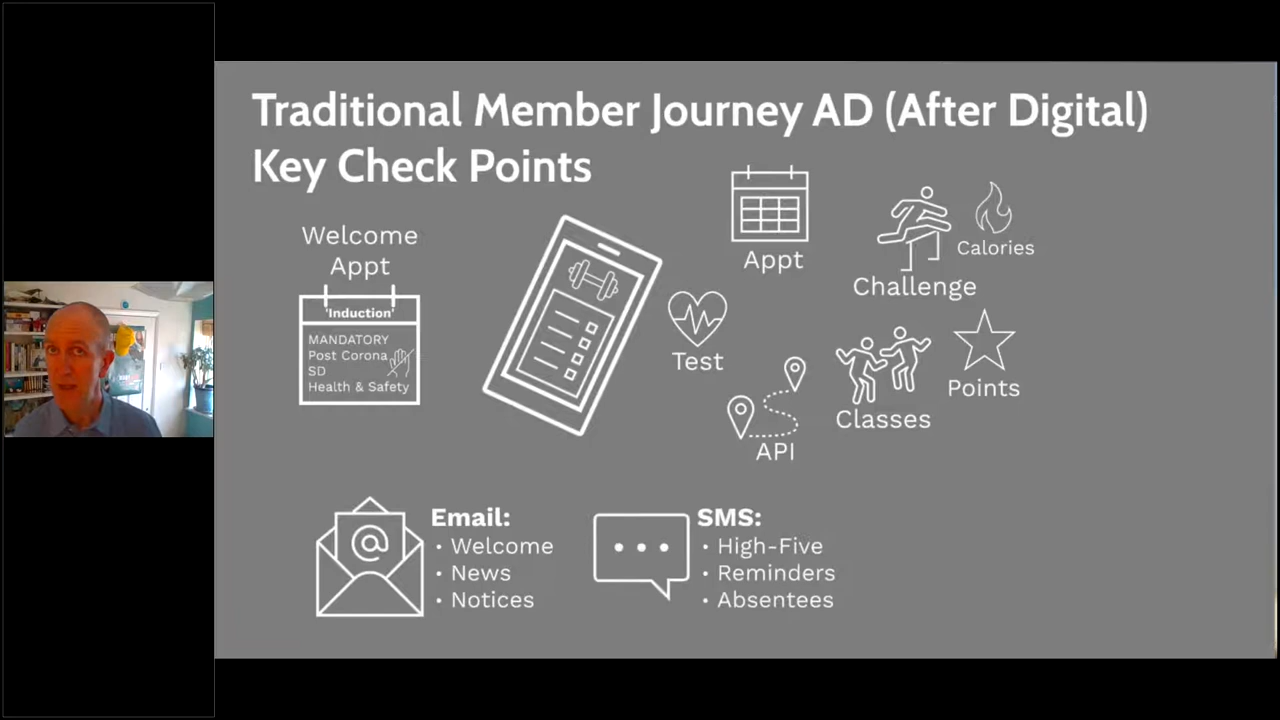 Traditional Member Journey AD (After Digital)
Key Check Points
Welcome
Appt
'Induction'
MANDATORY
Post Corona
SD
Health & Safety
Appt
Test
API
Challenge
Calories
Classes
Points
@
Email:
• Welcome
• News
• Notices
SMS:
• High-Five
• Reminders
• Absentees